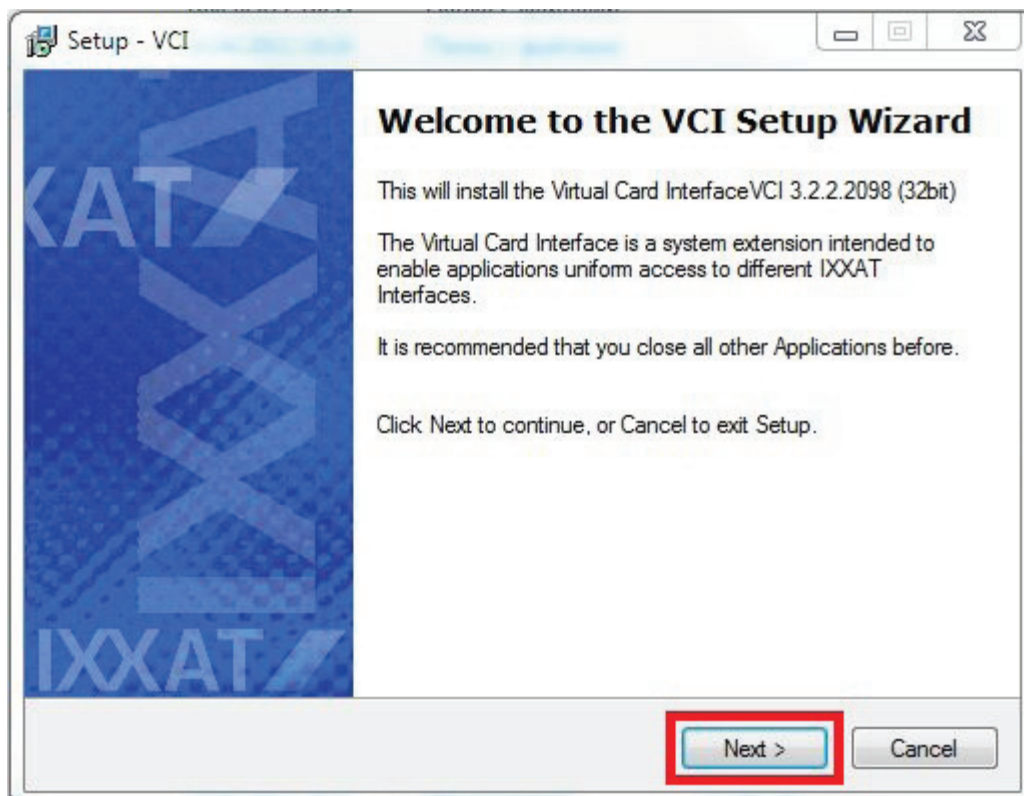 Setup - VCI
Welcome to the VCI Setup Wizard
This will install the Virtual Card InterfaceVCI 3.2.2.2098 (32bit)
The Virtual Card Interface is a system extension intended to
enable applications uniform access to different IXXAT
Interfaces.
It is recommended that you close all other Applications before.
Click Next to continue, or Cancel to exit Setup.
XAT
IXXA
IXXAT
Next >
Cancel